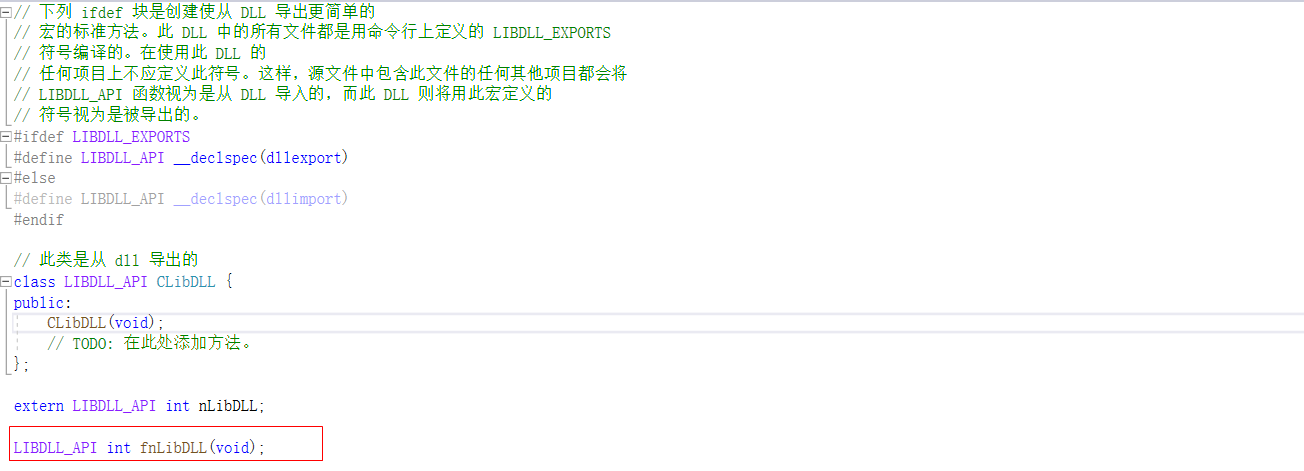 // 下列 ifdef 块是创建使从 DLL 导出更简单的
// 宏的标准方法。此 DLL 中的所有文件都是用命令行上定义的 LIBDLL_EXPORTS
// 符号编译的。在使用此 DLL 的
// 任何项目上不应定义此符号。这样，源文件中包含此文件的任何其他项目都会将
// LIBDLL_API 函数视为是从 DLL 导入的，而此 DLL 则将用此宏定义的
// 符号视为是被导出的。
#ifdef LIBDLL_EXPORTS
#define LIBDLL_API __declspec(dllexport)
#else
#define LIBDLL_API __declspec(dllimport)
#endif
// 此类是从 dll 导出的
class LIBDLL_API CLibDLL {
public:
CLibDLL(void);
// TODO: 在此处添加方法。
};
extern LIBDLL_API int nLibDLL;
LIBDLL_API int fnLibDLL(void);